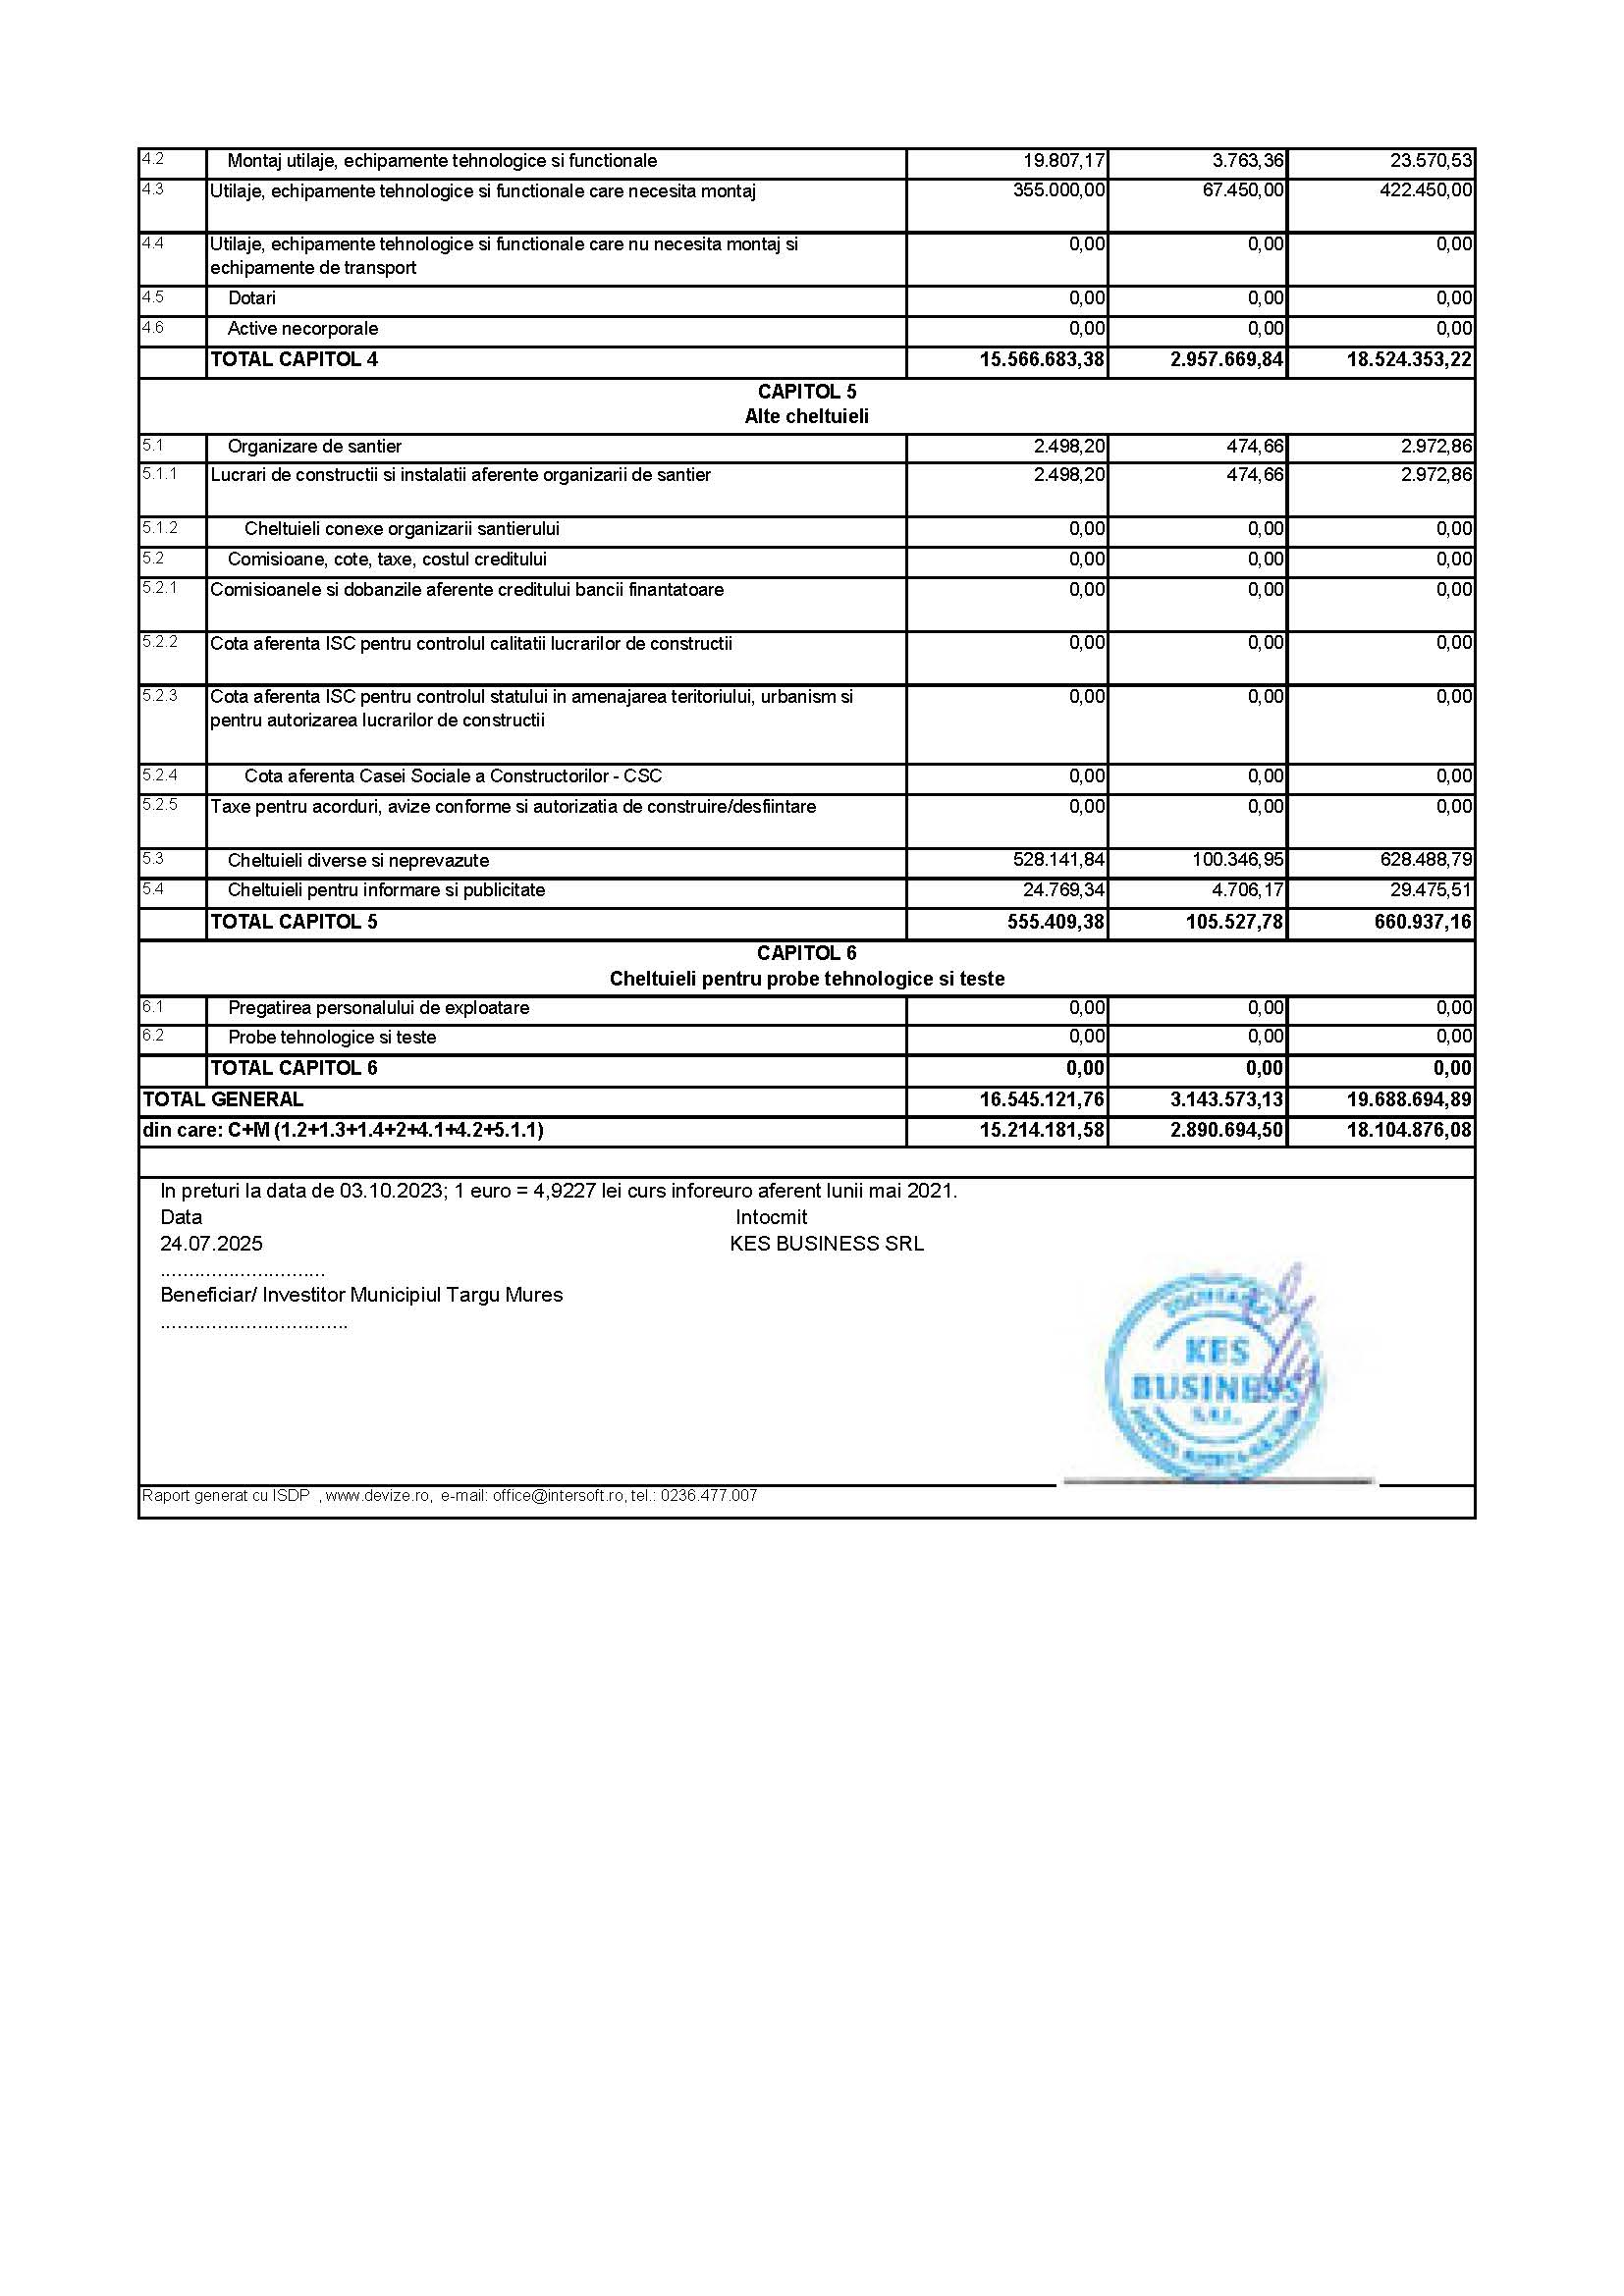 4.2 Montaj utilaje, echipamente tehnologice si functionale 19.807,17 3.763,36 23.570,53
4.3 Utilaje, echipamente tehnologice si functionale care necesita montaj 355.000,00 67.450,00 422.450,00
4.4 Utilaje, echipamente tehnologice si functionale care nu necesita montaj si 0,00 0,00 0,00
echipamente de transport
4.5 Dotari 0,00 0,00 0,00
4.6 Active necorporale 0,00 0,00 0,00
TOTAL CAPITOL 4 15.566.683,38 2.957.669,84 18.524.353,22
CAPITOL 5
Alte cheltuieli
5.1 Organizare de santier 2.498,20 474,66 2.972,86
5.1.1 Lucrari de constructii si instalatii aferente organizarii de santier 2.498,20 474,66 2.972,86
5.1.2 Cheltuieli conexe organizarii santierului 0,00 0,00 0,00
5.2 Comisioane, cote, taxe, costul creditului 0,00 0,00 0,00
5.2.1 Comisioanele si dobanzile aferente creditului bancii finantatoare 0,00 0,00 0,00
5.2.2 Cota aferenta ISC pentru controlul calitatii lucrarilor de constructii 0,00 0,00 0,00
5.2.3 Cota aferenta ISC pentru controlul statului in amenajarea teritoriului, urbanism si 0,00 0,00 0,00
pentru autorizarea lucrarilor de constructii
5.2.4 Cota aferenta Casei Sociale a Constructorilor - CSC 0,00 0,00 0,00
5.2.5 Taxe pentru acorduri, avize conforme si autorizatia de construire/desfiintare 0,00 0,00 0,00
5.3 Cheltuieli diverse si neprevazute 528.141,84 100.346,95 628.488,79
5.4 Cheltuieli pentru informare si publicitate 24.769,34 4.706,17 29.475,51
TOTAL CAPITOL 5 555.409,38 105.527,78 660.937,16
CAPITOL 6
Cheltuieli pentru probe tehnologice si teste
6.1 Pregatirea personalului de exploatare 0,00 0,00 0,00
6.2 Probe tehnologice si teste 0,00 0,00 0,00
TOTAL CAPITOL 6 0,00 0,00 0,00
TOTAL GENERAL 16.545.121,76 3.143.573,13 19.688.694,89
din care: C+M (1.2+1.3+1.4+2+4.1+4.2+5.1.1) 15.214.181,58 2.890.694,50 18.104.876,08
In preturi la data de 03.10.2023; 1 euro = 4,9227 lei curs inforeuro aferent lunii mai 2021.
Data Intocmit
24.07.2025 KES BUSINESS SRL
.............................
Beneficiar/ Investitor Municipiul Targu Mures
.................................
KES
BUSINESS
S.R.L.
Raport generat cu ISDP , www.devize.ro, e-mail: office@intersoft.ro, tel.: 0236.477.007